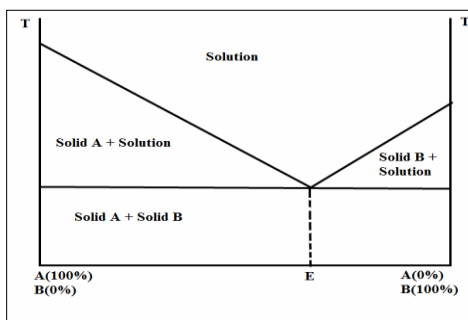 T
T
Solution
Solid A + Solution
Solid B +
Solution
Solid A + Solid B
A(100%)
B(0%)
E
A(0%)
B(100%)